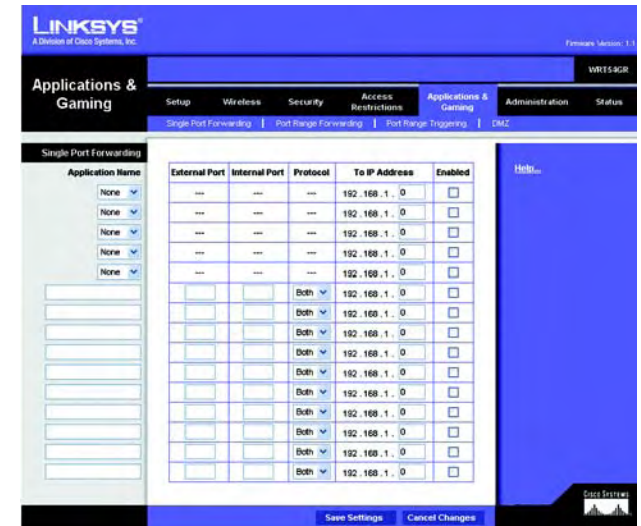 LINKSYS®
A Division of Cisco Systems, Inc.
Firmware Version: 1.1
WRT54GR
Applications & Gaming
Setup Wireless Security Access Restrictions Applications & Gaming Administration Status
Single Port Forwarding | Port Range Forwarding | Port Range Triggering | DMZ
Single Port Forwarding
Application Name External Port Internal Port Protocol To IP Address Enabled
Help...
None --- --- --- 192.168.1. 0
None --- --- --- 192.168.1. 0
None --- --- --- 192.168.1. 0
None --- --- --- 192.168.1. 0
None --- --- --- 192.168.1. 0
Both 192.168.1. 0
Both 192.168.1. 0
Both 192.168.1. 0
Both 192.168.1. 0
Both 192.168.1. 0
Both 192.168.1. 0
Both 192.168.1. 0
Both 192.168.1. 0
Both 192.168.1. 0
Both 192.168.1. 0
Save Settings Cancel Changes
CISCO SYSTEMS